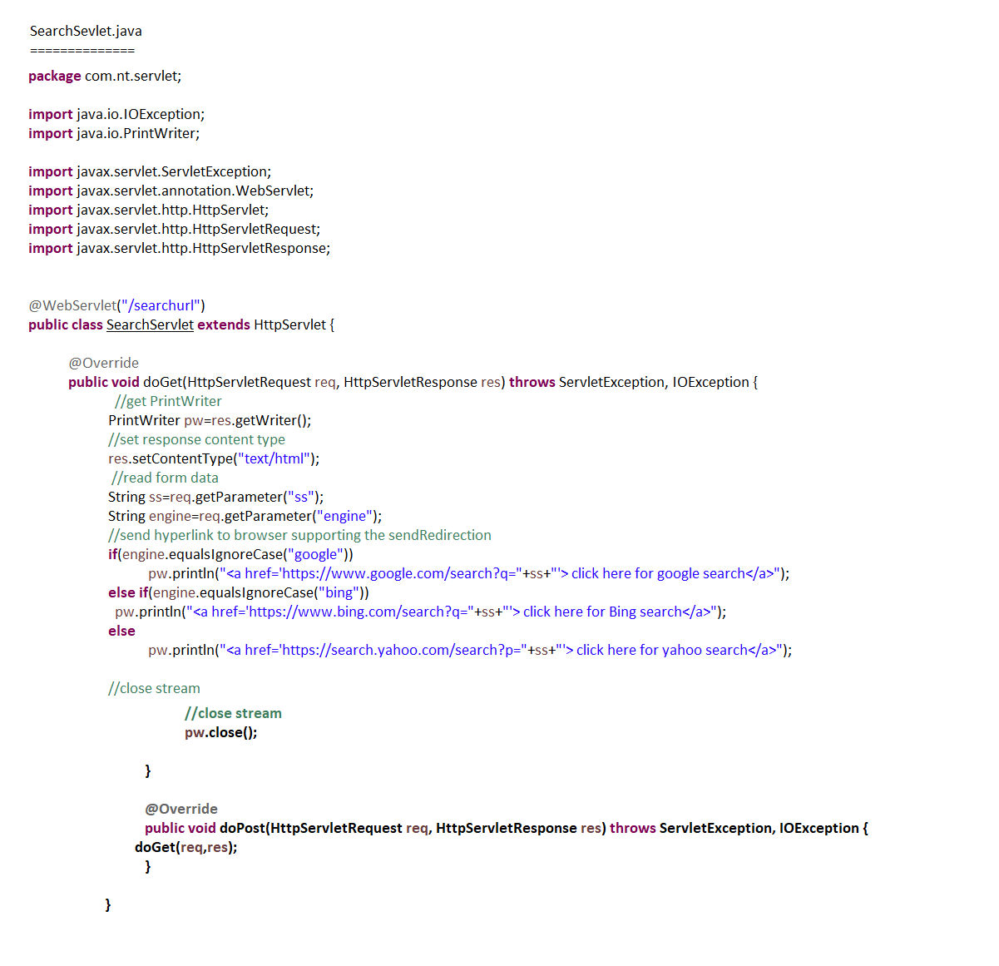 SearchSevlet.java
==============
package com.nt.servlet;
import java.io.IOException;
import java.io.PrintWriter;
import javax.servlet.ServletException;
import javax.servlet.annotation.WebServlet;
import javax.servlet.http.HttpServlet;
import javax.servlet.http.HttpServletRequest;
import javax.servlet.http.HttpServletResponse;
@WebServlet("/searchurl")
public class SearchServlet extends HttpServlet {
@Override
public void doGet(HttpServletRequest req, HttpServletResponse res) throws ServletException, IOException {
//get PrintWriter
PrintWriter pw=res.getWriter();
//set response content type
res.setContentType("text/html");
//read form data
String ss=req.getParameter("ss");
String engine=req.getParameter("engine");
//send hyperlink to browser supporting the sendRedirection
if(engine.equalsIgnoreCase("google"))
pw.println("<a href='https://www.google.com/search?q="+ss+"'> click here for google search</a>");
else if(engine.equalsIgnoreCase("bing"))
pw.println("<a href='https://www.bing.com/search?q="+ss+"'> click here for Bing search</a>");
else
pw.println("<a href='https://search.yahoo.com/search?p="+ss+"'> click here for yahoo search</a>");
//close stream
//close stream
pw.close();
}
@Override
public void doPost(HttpServletRequest req, HttpServletResponse res) throws ServletException, IOException {
doGet(req,res);
}
}